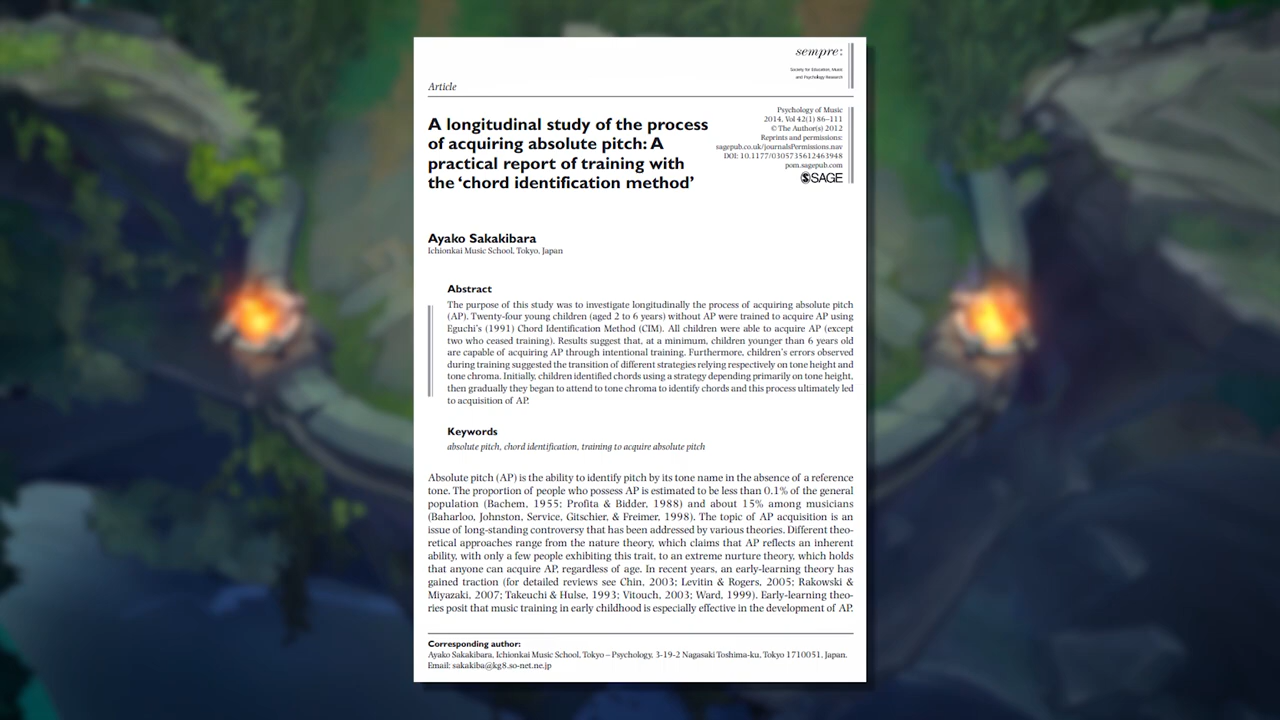 sempre:
Society for Education, Music
and Psychology Research
Article
A longitudinal study of the process
of acquiring absolute pitch: A
practical report of training with
the ‘chord identification method’
Psychology of Music
2014, Vol 42(1) 86–111
© The Author(s) 2012
Reprints and permissions:
sagepub.co.uk/journalsPermissions.nav
DOI: 10.1177/0305735612463948
pom.sagepub.com
SAGE
Ayako Sakakibara
Ichionkai Music School, Tokyo, Japan
Abstract
The purpose of this study was to investigate longitudinally the process of acquiring absolute pitch
(AP). Twenty-four young children (aged 2 to 6 years) without AP were trained to acquire AP using
Eguchi’s (1991) Chord Identification Method (CIM). All children were able to acquire AP (except
two who ceased training). Results suggest that, at a minimum, children younger than 6 years old
are capable of acquiring AP through intentional training. Furthermore, children’s errors observed
during training suggested the transition of different strategies relying respectively on tone height and
tone chroma. Initially, children identified chords using a strategy depending primarily on tone height,
then gradually they began to attend to tone chroma to identify chords and this process ultimately led
to acquisition of AP.
Keywords
absolute pitch, chord identification, training to acquire absolute pitch
Absolute pitch (AP) is the ability to identify pitch by its tone name in the absence of a reference
tone. The proportion of people who possess AP is estimated to be less than 0.1% of the general
population (Bachem, 1955; Profita & Bidder, 1988) and about 15% among musicians
(Baharloo, Johnston, Service, Gitschier, & Freimer, 1998). The topic of AP acquisition is an
issue of long-standing controversy that has been addressed by various theories. Different theo-
retical approaches range from the nature theory, which claims that AP reflects an inherent
ability, with only a few people exhibiting this trait, to an extreme nurture theory, which holds
that anyone can acquire AP, regardless of age. In recent years, an early-learning theory has
gained traction (for detailed reviews see Chin, 2003; Levitin & Rogers, 2005; Rakowski &
Miyazaki, 2007; Takeuchi & Hulse, 1993; Vitouch, 2003; Ward, 1999). Early-learning theo-
ries posit that music training in early childhood is especially effective in the development of AP.
Corresponding author:
Ayako Sakakibara, Ichionkai Music School, Tokyo – Psychology, 3-19-2 Nagasaki Toshima-ku, Tokyo 1710051, Japan.
Email: sakakiba@kg8.so-net.ne.jp